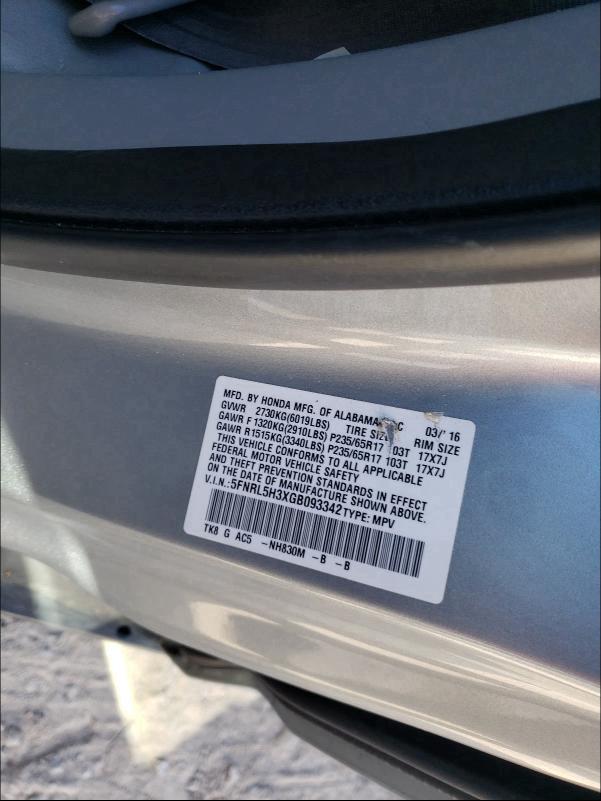 MFD. BY HONDA MFG. OF ALABAMA, LLC 03/'16
GVWR 2730KG(6019LBS) TIRE SIZE RIM SIZE
GAWR F 1320KG(2910LBS) P235/65R17 103T 17X7J
GAWR R 1515KG(3340LBS) P235/65R17 103T 17X7J
THIS VEHICLE CONFORMS TO ALL APPLICABLE
FEDERAL MOTOR VEHICLE SAFETY
AND THEFT PREVENTION STANDARDS IN EFFECT
ON THE DATE OF MANUFACTURE SHOWN ABOVE.
V.I.N.:5FNRL5H3XGB093342 TYPE: MPV
TK8 G AC5 -NH830M -B -B